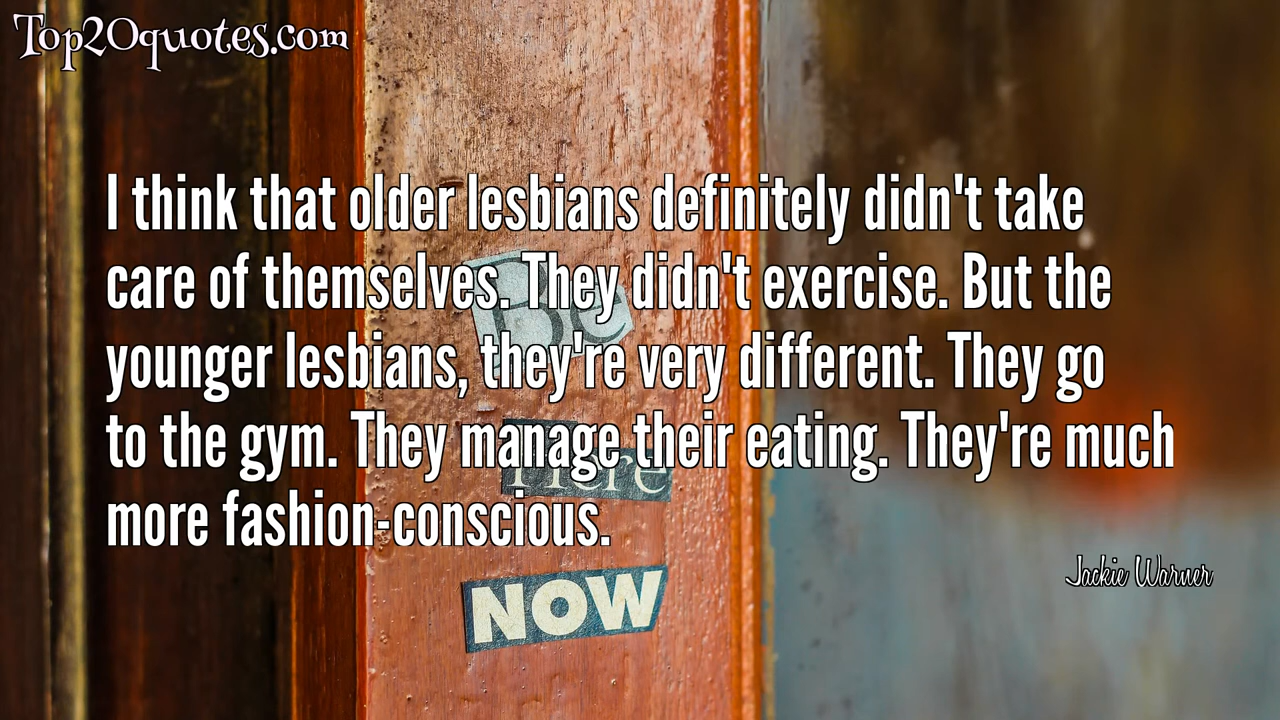 Top20quotes.com
I think that older lesbians definitely didn't take
care of themselves. They didn't exercise. But the
younger lesbians, they're very different. They go
to the gym. They manage their eating. They're much
more fashion-conscious.
Jackie Warner
Be
Here
NOW